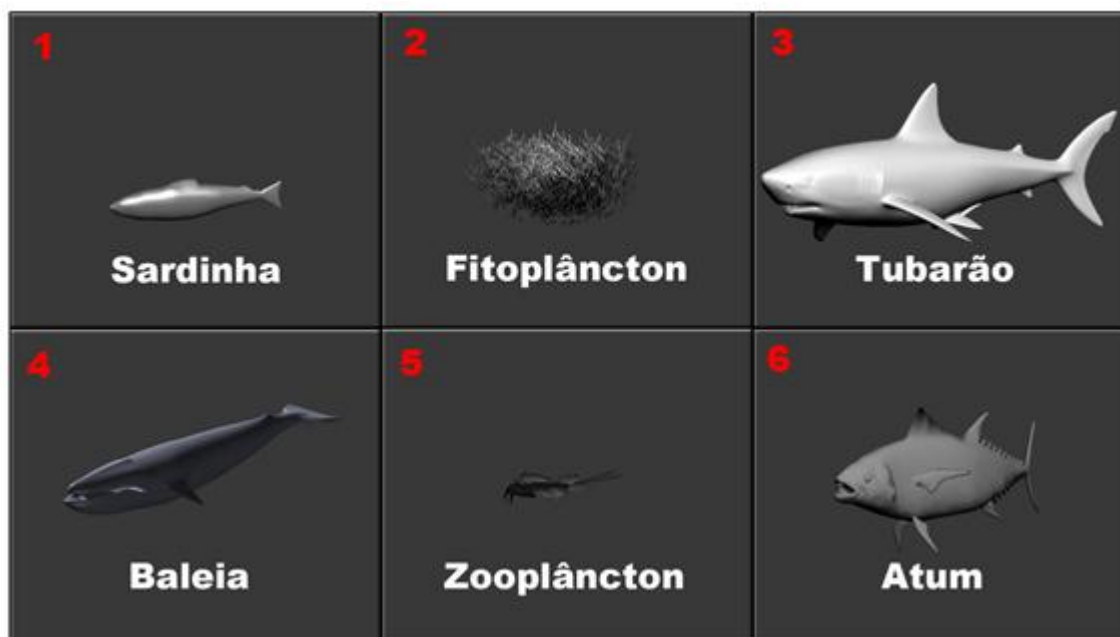 1
Sardinha
2
Fitoplâncton
3
Tubarão
4
Baleia
5
Zooplâncton
6
Atum